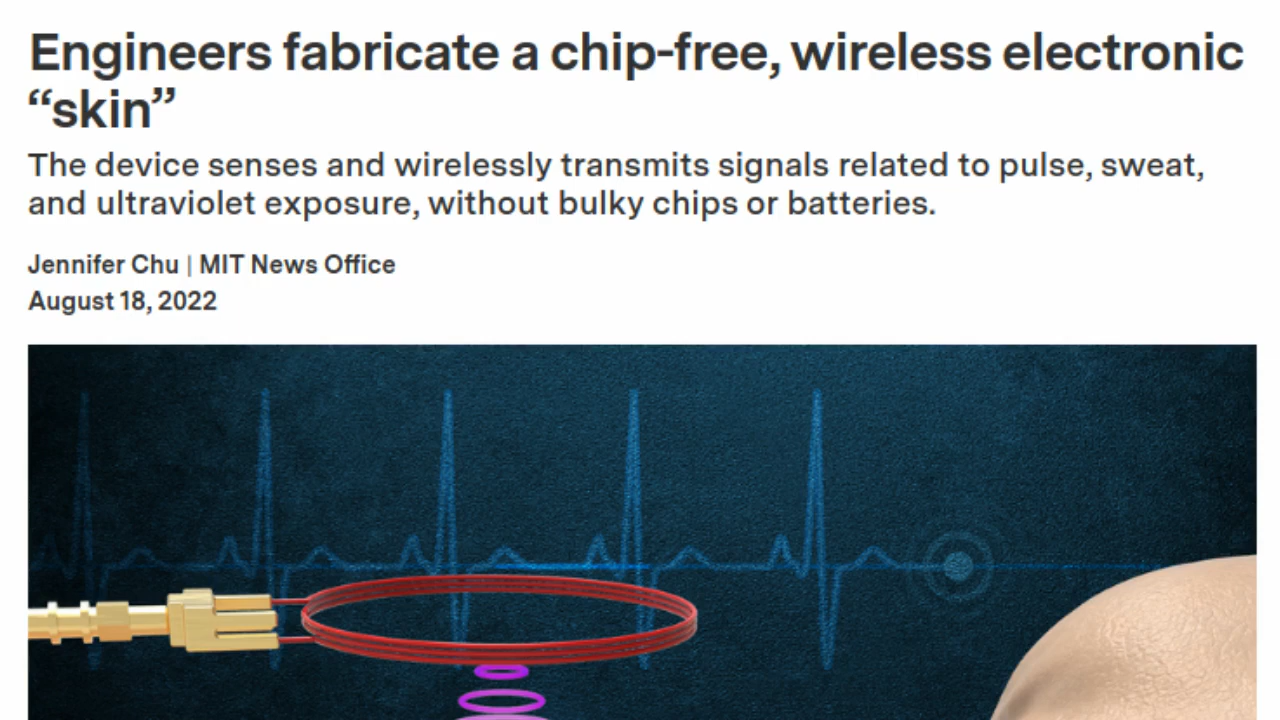 Engineers fabricate a chip-free, wireless electronic
“skin”
The device senses and wirelessly transmits signals related to pulse, sweat,
and ultraviolet exposure, without bulky chips or batteries.
Jennifer Chu | MIT News Office
August 18, 2022